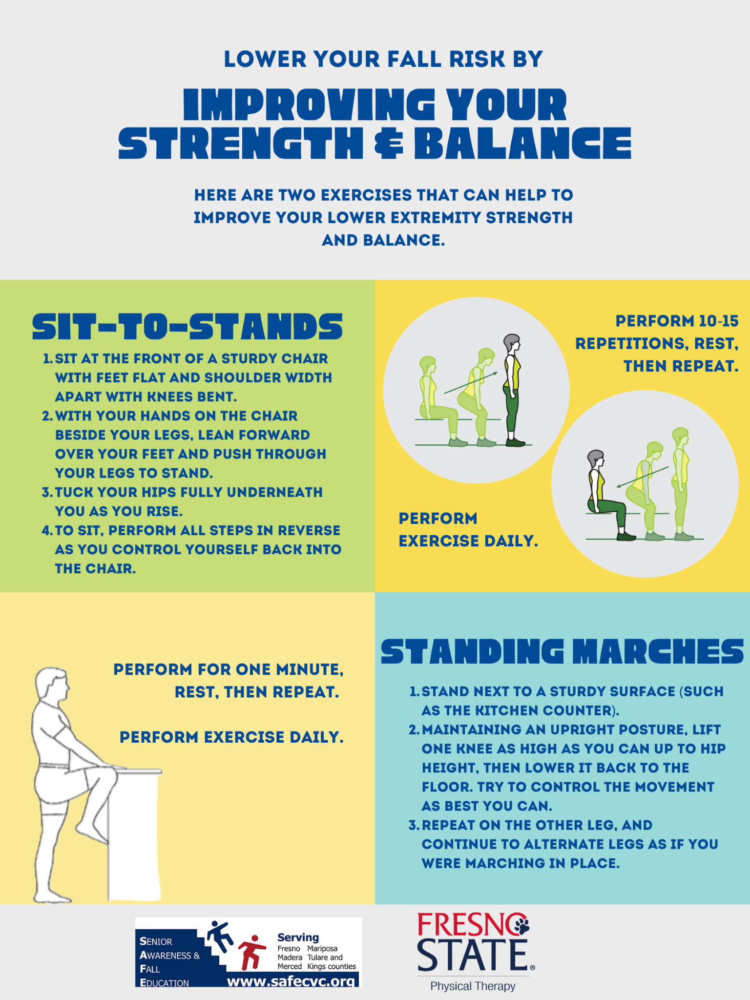 LOWER YOUR FALL RISK BY
IMPROVING YOUR
STRENGTH & BALANCE
HERE ARE TWO EXERCISES THAT CAN HELP TO
IMPROVE YOUR LOWER EXTREMITY STRENGTH
AND BALANCE.
SIT-TO-STANDS
1. SIT AT THE FRONT OF A STURDY CHAIR
WITH FEET FLAT AND SHOULDER WIDTH
APART WITH KNEES BENT.
2. WITH YOUR HANDS ON THE CHAIR
BESIDE YOUR LEGS, LEAN FORWARD
OVER YOUR FEET AND PUSH THROUGH
YOUR LEGS TO STAND.
3. TUCK YOUR HIPS FULLY UNDERNEATH
YOU AS YOU RISE.
4. TO SIT, PERFORM ALL STEPS IN REVERSE
AS YOU CONTROL YOURSELF BACK INTO
THE CHAIR.
PERFORM 10-15
REPETITIONS, REST,
THEN REPEAT.
PERFORM
EXERCISE DAILY.
PERFORM FOR ONE MINUTE,
REST, THEN REPEAT.
PERFORM EXERCISE DAILY.
STANDING MARCHES
1. STAND NEXT TO A STURDY SURFACE (SUCH
AS THE KITCHEN COUNTER).
2. MAINTAINING AN UPRIGHT POSTURE, LIFT
ONE KNEE AS HIGH AS YOU CAN UP TO HIP
HEIGHT, THEN LOWER IT BACK TO THE
FLOOR. TRY TO CONTROL THE MOVEMENT
AS BEST YOU CAN.
3. REPEAT ON THE OTHER LEG, AND
CONTINUE TO ALTERNATE LEGS AS IF YOU
WERE MARCHING IN PLACE.
SENIOR
AWARENESS &
FALL
EDUCATION
Serving
Fresno Mariposa
Madera Tulare and
Merced Kings counties
www.safecvc.org
FRESNO
STATE®
Physical Therapy